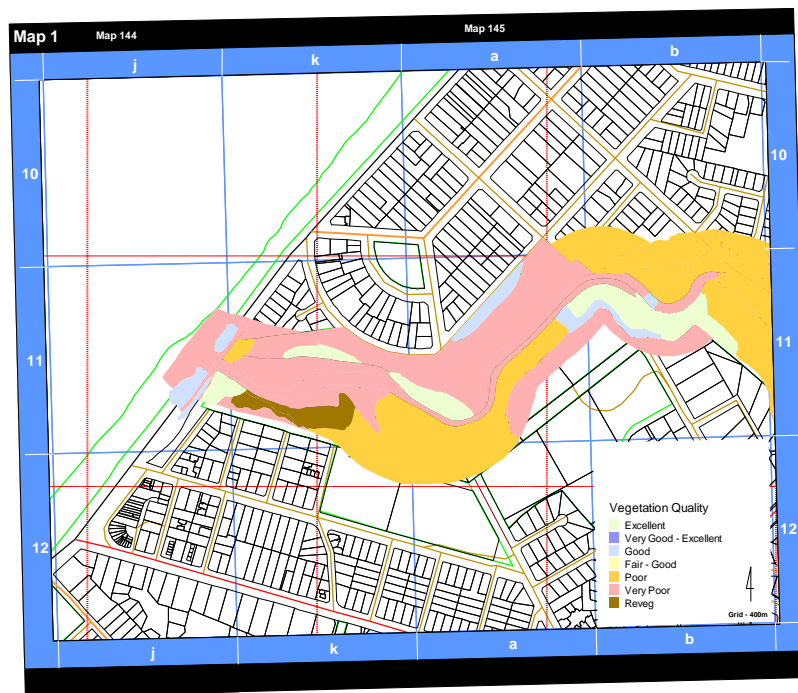 Map 1
Map 144
Map 145
j
k
a
b
10
10
11
11
12
12
Vegetation Quality
Excellent
Very Good - Excellent
Good
Fair - Good
Poor
Very Poor
Reveg
Grid - 400m
j
k
a
b